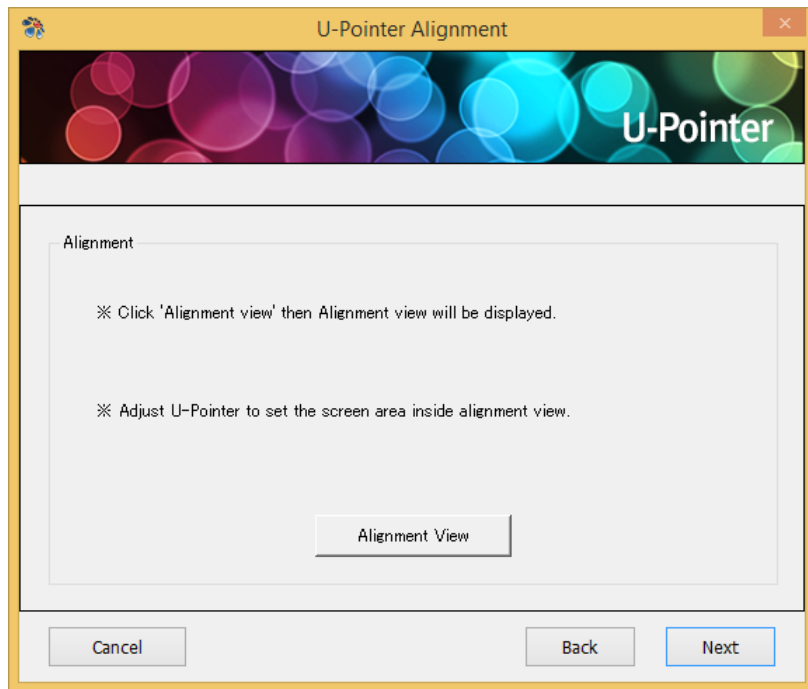 U-Pointer Alignment
U-Pointer
Alignment
※ Click 'Alignment view' then Alignment view will be displayed.
※ Adjust U-Pointer to set the screen area inside alignment view.
Alignment View
Cancel
Back
Next